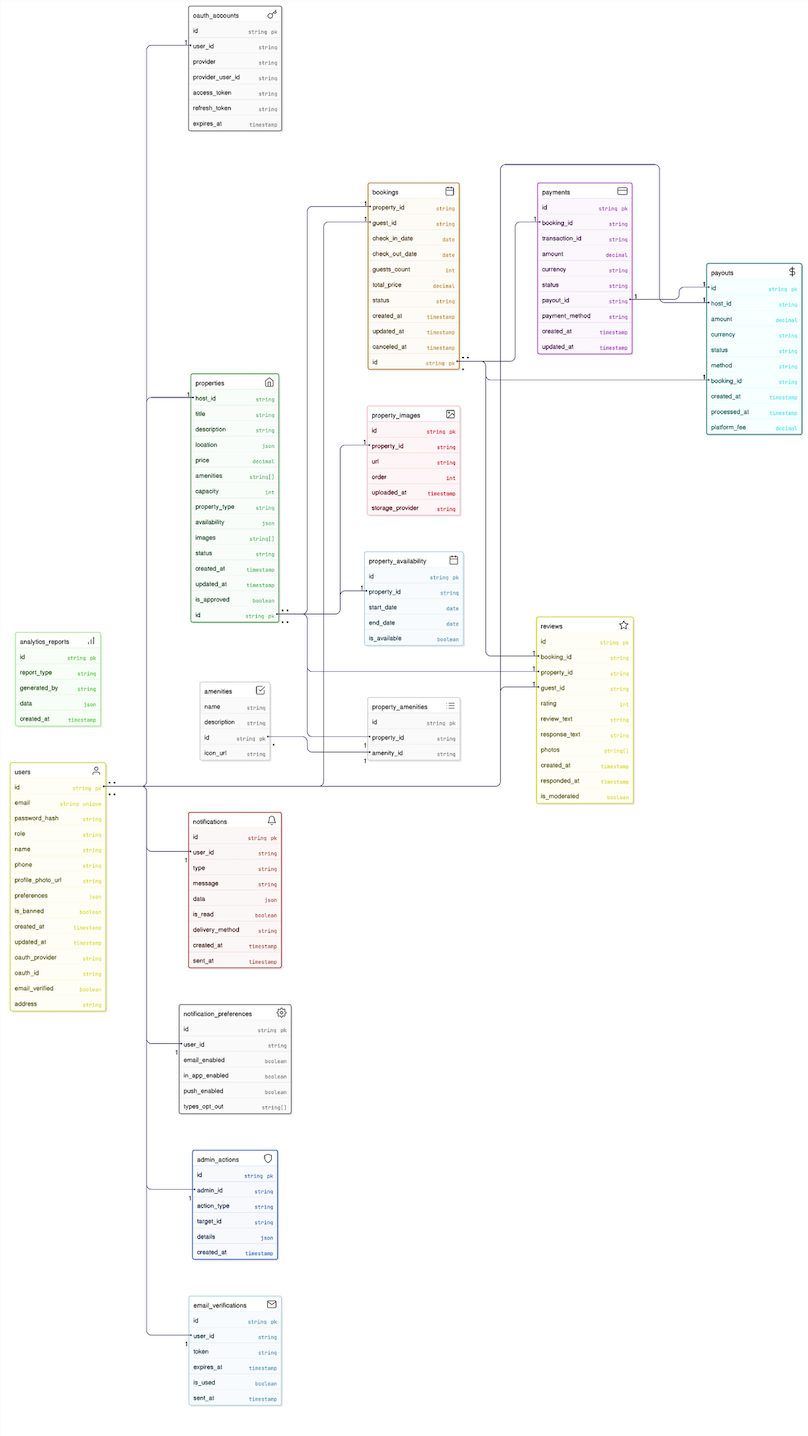 oauth_accounts
id string pk
user_id string
provider string
provider_user_id string
access_token string
refresh_token string
expires_at timestamp
bookings
property_id string
guest_id string
check_in_date date
check_out_date date
guests_count int
total_price decimal
status string
created_at timestamp
updated_at timestamp
canceled_at timestamp
id string pk
payments
id string pk
booking_id string
transaction_id string
amount decimal
currency string
status string
payout_id string
payment_method string
created_at timestamp
updated_at timestamp
payouts
id string pk
host_id string
amount decimal
currency string
status string
method string
booking_id string
created_at timestamp
processed_at timestamp
platform_fee decimal
properties
host_id string
title string
description string
location json
price decimal
amenities string[]
capacity int
property_type string
availability json
images string[]
status string
created_at timestamp
updated_at timestamp
is_approved boolean
id string pk
property_images
id string pk
property_id string
url string
order int
uploaded_at timestamp
storage_provider string
property_availability
id string pk
property_id string
start_date date
end_date date
is_available boolean
reviews
id string pk
booking_id string
property_id string
guest_id string
rating int
review_text string
response_text string
photos string[]
created_at timestamp
responded_at timestamp
is_moderated boolean
analytics_reports
id string pk
report_type string
generated_by string
data json
created_at timestamp
amenities
name string
description string
id string pk
icon_url string
property_amenities
id string pk
property_id string
amenity_id string
users
id string pk
email string unique
password_hash string
role string
name string
phone string
profile_photo_url string
preferences json
is_banned boolean
created_at timestamp
updated_at timestamp
oauth_provider string
oauth_id string
email_verified boolean
address string
notifications
id string pk
user_id string
type string
message string
data json
is_read boolean
delivery_method string
created_at timestamp
sent_at timestamp
notification_preferences
id string pk
user_id string
email_enabled boolean
in_app_enabled boolean
push_enabled boolean
types_opt_out string[]
admin_actions
id string pk
admin_id string
action_type string
target_id string
details json
created_at timestamp
email_verifications
id string pk
user_id string
token string
expires_at timestamp
is_used boolean
sent_at timestamp